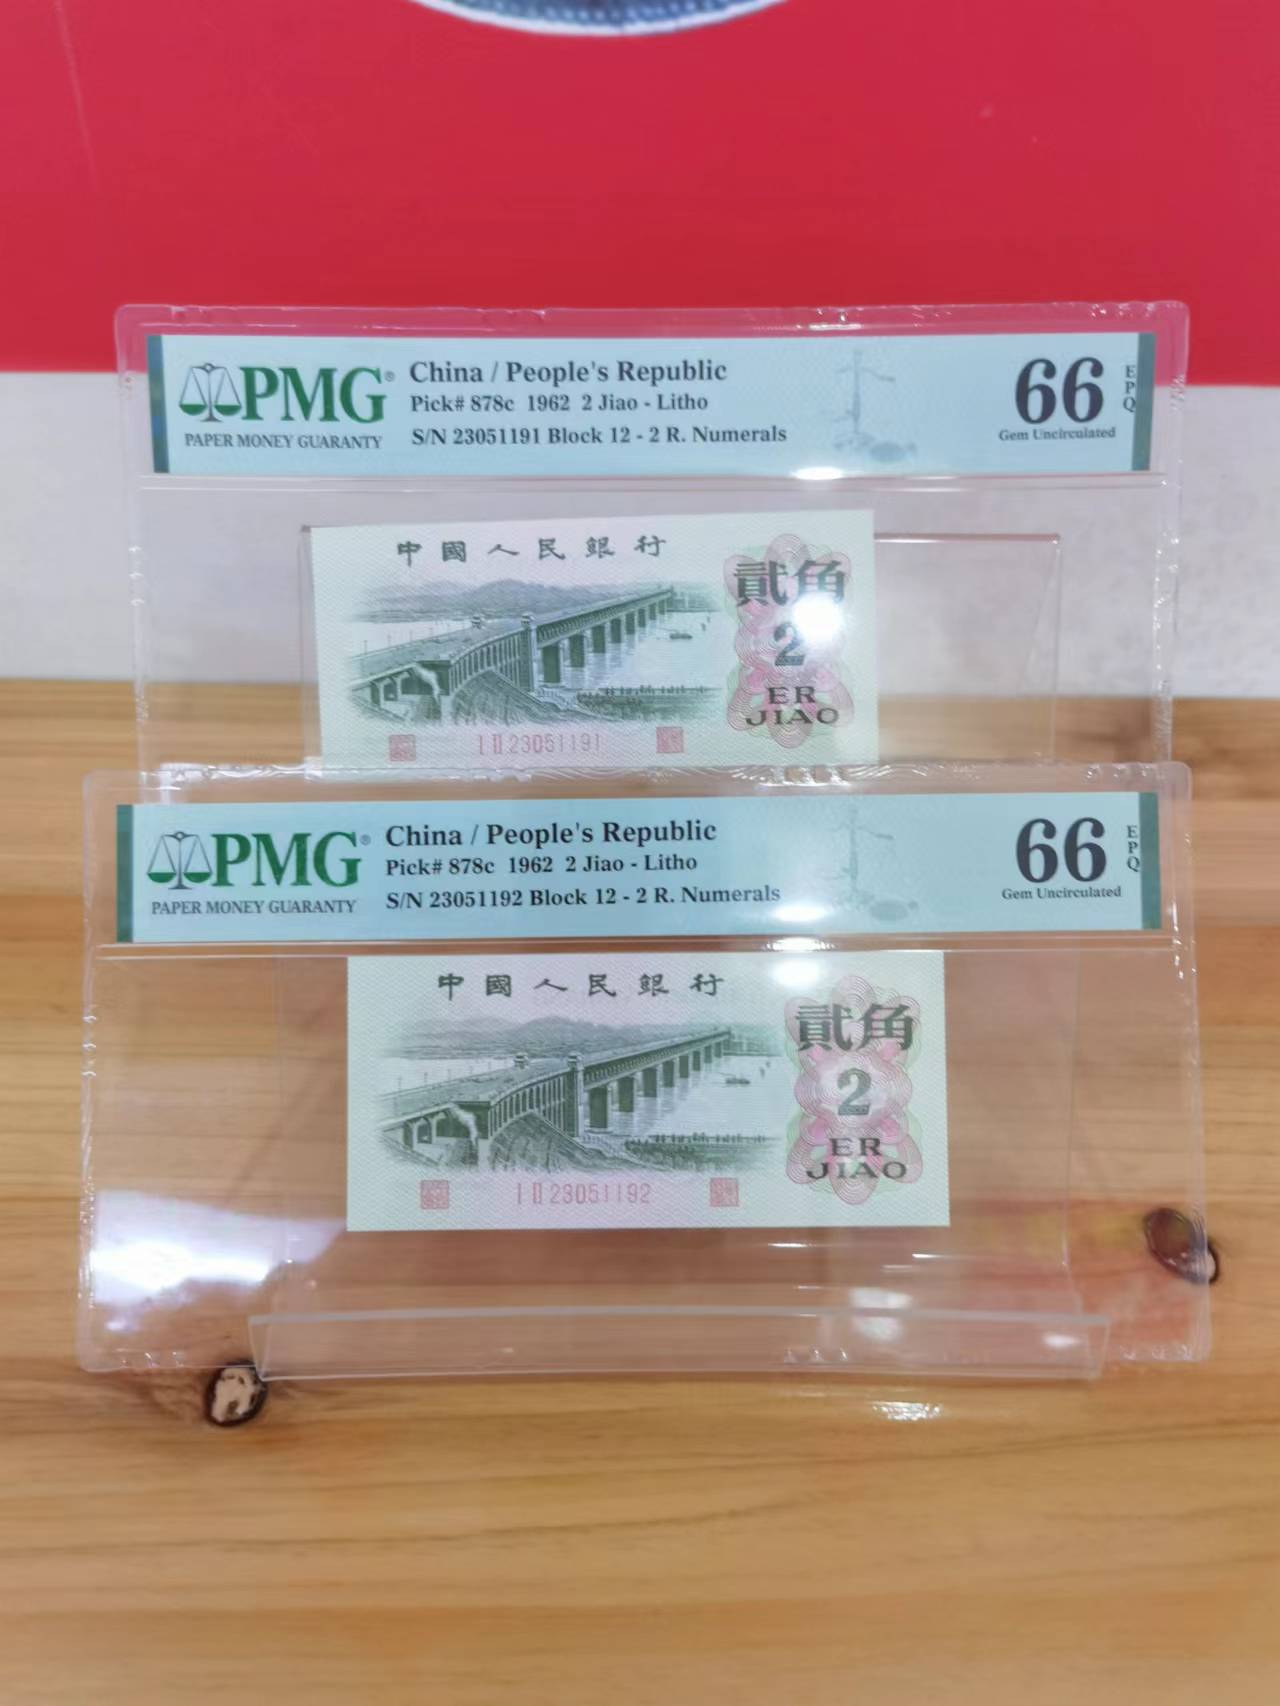 PMG®
PAPER MONEY GUARANTY
China / People's Republic
Pick# 878c 1962 2 Jiao - Litho
S/N 23051191 Block 12 - 2 R. Numerals
66
EPQ
Gem Uncirculated
中國人民銀行
貳角
2
ER
JIAO
I II 23051191
PMG®
PAPER MONEY GUARANTY
China / People's Republic
Pick# 878c 1962 2 Jiao - Litho
S/N 23051192 Block 12 - 2 R. Numerals
66
EPQ
Gem Uncirculated
中國人民銀行
貳角
2
ER
JIAO
I II 23051192